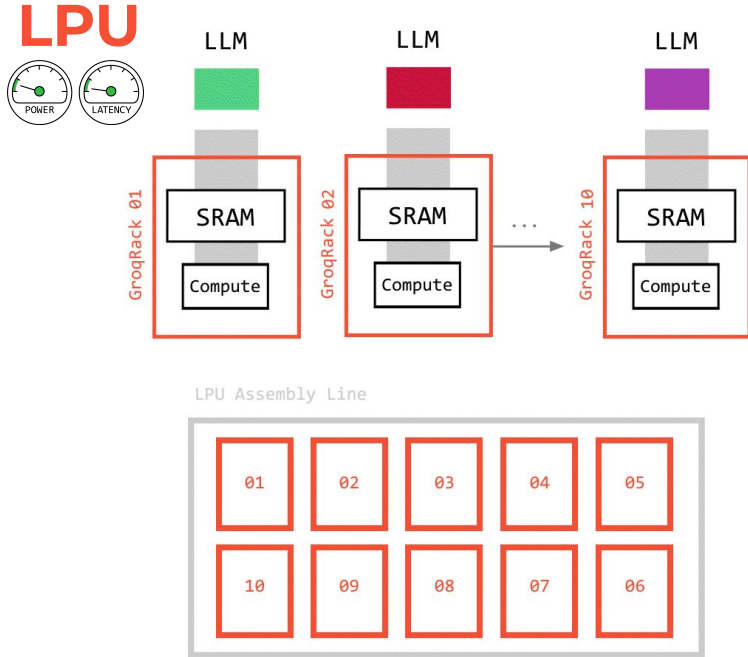 LPU
POWER
LATENCY
LLM
LLM
LLM
GroqRack 01
SRAM
Compute
GroqRack 02
SRAM
Compute
...
GroqRack 10
SRAM
Compute
LPU Assembly Line
01
02
03
04
05
10
09
08
07
06